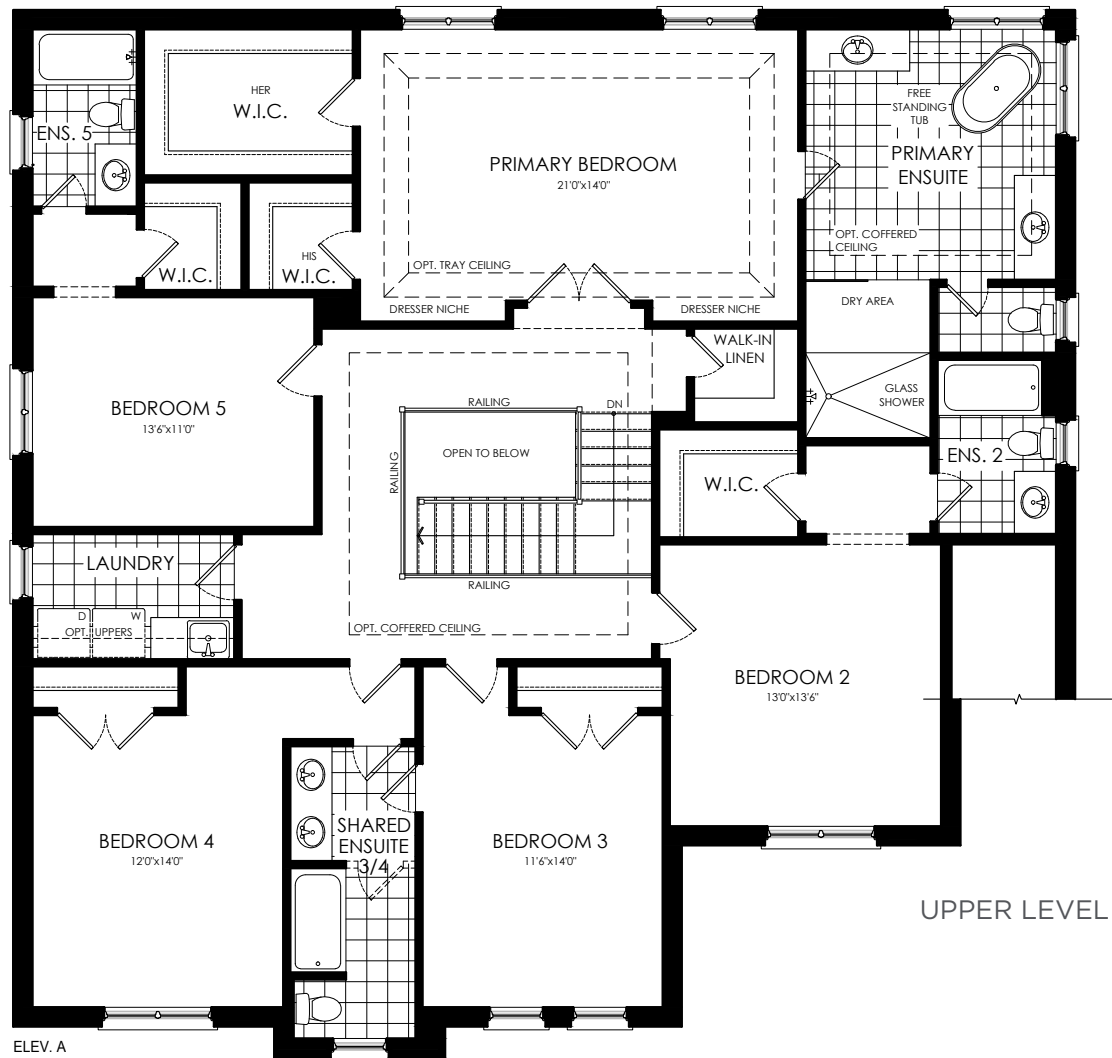 HER
W.I.C.
ENS. 5
PRIMARY BEDROOM
21'0"x14'0"
FREE
STANDING
TUB
PRIMARY
ENSUITE
OPT. COFFERED
CEILING
HIS
W.I.C.
W.I.C.
OPT. TRAY CEILING
DRESSER NICHE
DRESSER NICHE
DRY AREA
WALK-IN
LINEN
BEDROOM 5
13'6"x11'0"
RAILING
DN
RAILING
OPEN TO BELOW
GLASS
SHOWER
W.I.C.
ENS. 2
LAUNDRY
RAILING
D
W
OPT. UPPERS
OPT. COFFERED CEILING
BEDROOM 2
13'0"x13'6"
BEDROOM 4
12'0"x14'0"
SHARED
ENSUITE
3/4
BEDROOM 3
11'6"x14'0"
UPPER LEVEL
ELEV. A